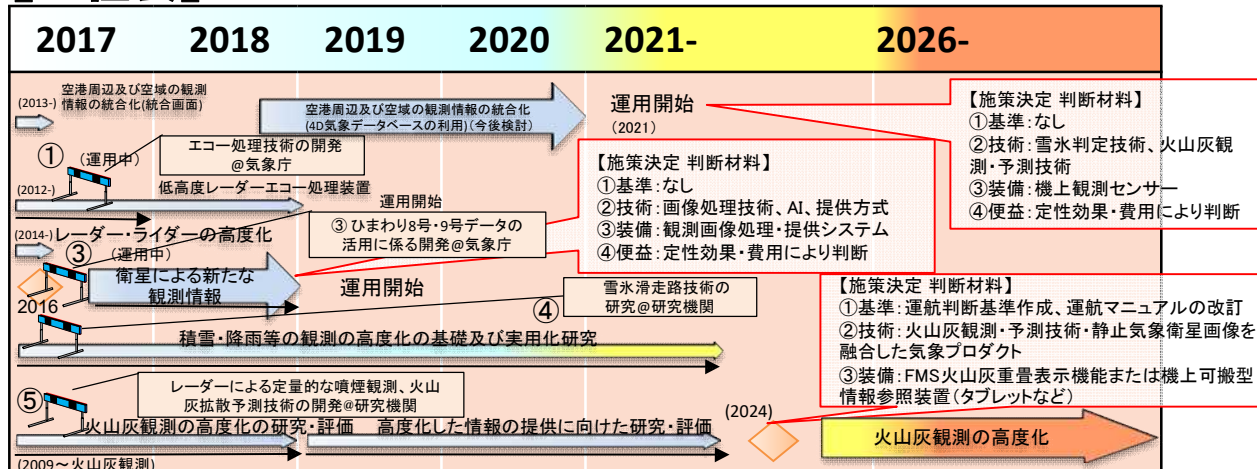 2017 2018 2019 2020 2021- 2026-
(2013-)
空港周辺及び空域の観測
情報の統合化(統合画面)
空港周辺及び空域の観測情報の統合化
(4D気象データベースの利用)(今後検討)
運用開始
(2021)
【施策決定 判断材料】
①基準：なし
②技術：雪氷判定技術、火山灰観
測・予測技術
③装備：機上観測センサー
④便益：定性効果・費用により判断
① (運用中)
エコー処理技術の開発
@気象庁
(2012-)
低高度レーダーエコー処理装置
運用開始
【施策決定 判断材料】
①基準：なし
②技術：画像処理技術、AI、提供方式
③装備：観測画像処理・提供システム
④便益：定性効果・費用により判断
(2014-)
レーダー・ライダーの高度化
(運用中)
③
③ひまわり8号・9号データの
活用に係る開発@気象庁
衛星による新たな
観測情報
運用開始
2016
④
雪氷滑走路技術の
研究@研究機関
積雪・降雨等の観測の高度化の基礎及び実用化研究
【施策決定 判断材料】
①基準：運航判断基準作成、運航マニュアルの改訂
②技術：火山灰観測・予測技術・静止気象衛星画像を
融合した気象プロダクト
③装備：FMS火山灰重畳表示機能または機上可搬型
情報参照装置(タブレットなど)
⑤
レーダーによる定量的な噴煙観測、火山
灰拡散予測技術の開発@研究機関
火山灰観測の高度化の研究・評価
高度化した情報の提供に向けた研究・評価
(2024)
火山灰観測の高度化
(2009～火山灰観測)